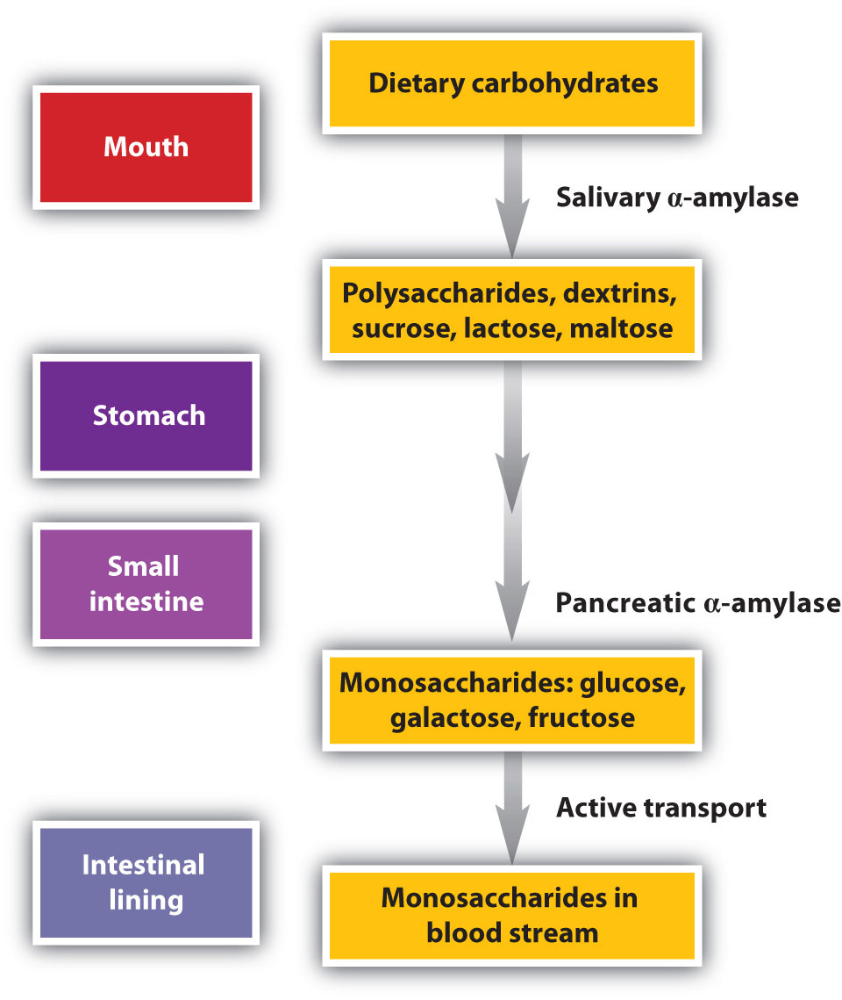 Dietary carbohydrates
Mouth
Salivary α-amylase
Polysaccharides, dextrins,
sucrose, lactose, maltose
Stomach
Small
intestine
Pancreatic α-amylase
Monosaccharides: glucose,
galactose, fructose
Active transport
Intestinal
lining
Monosaccharides in
blood stream